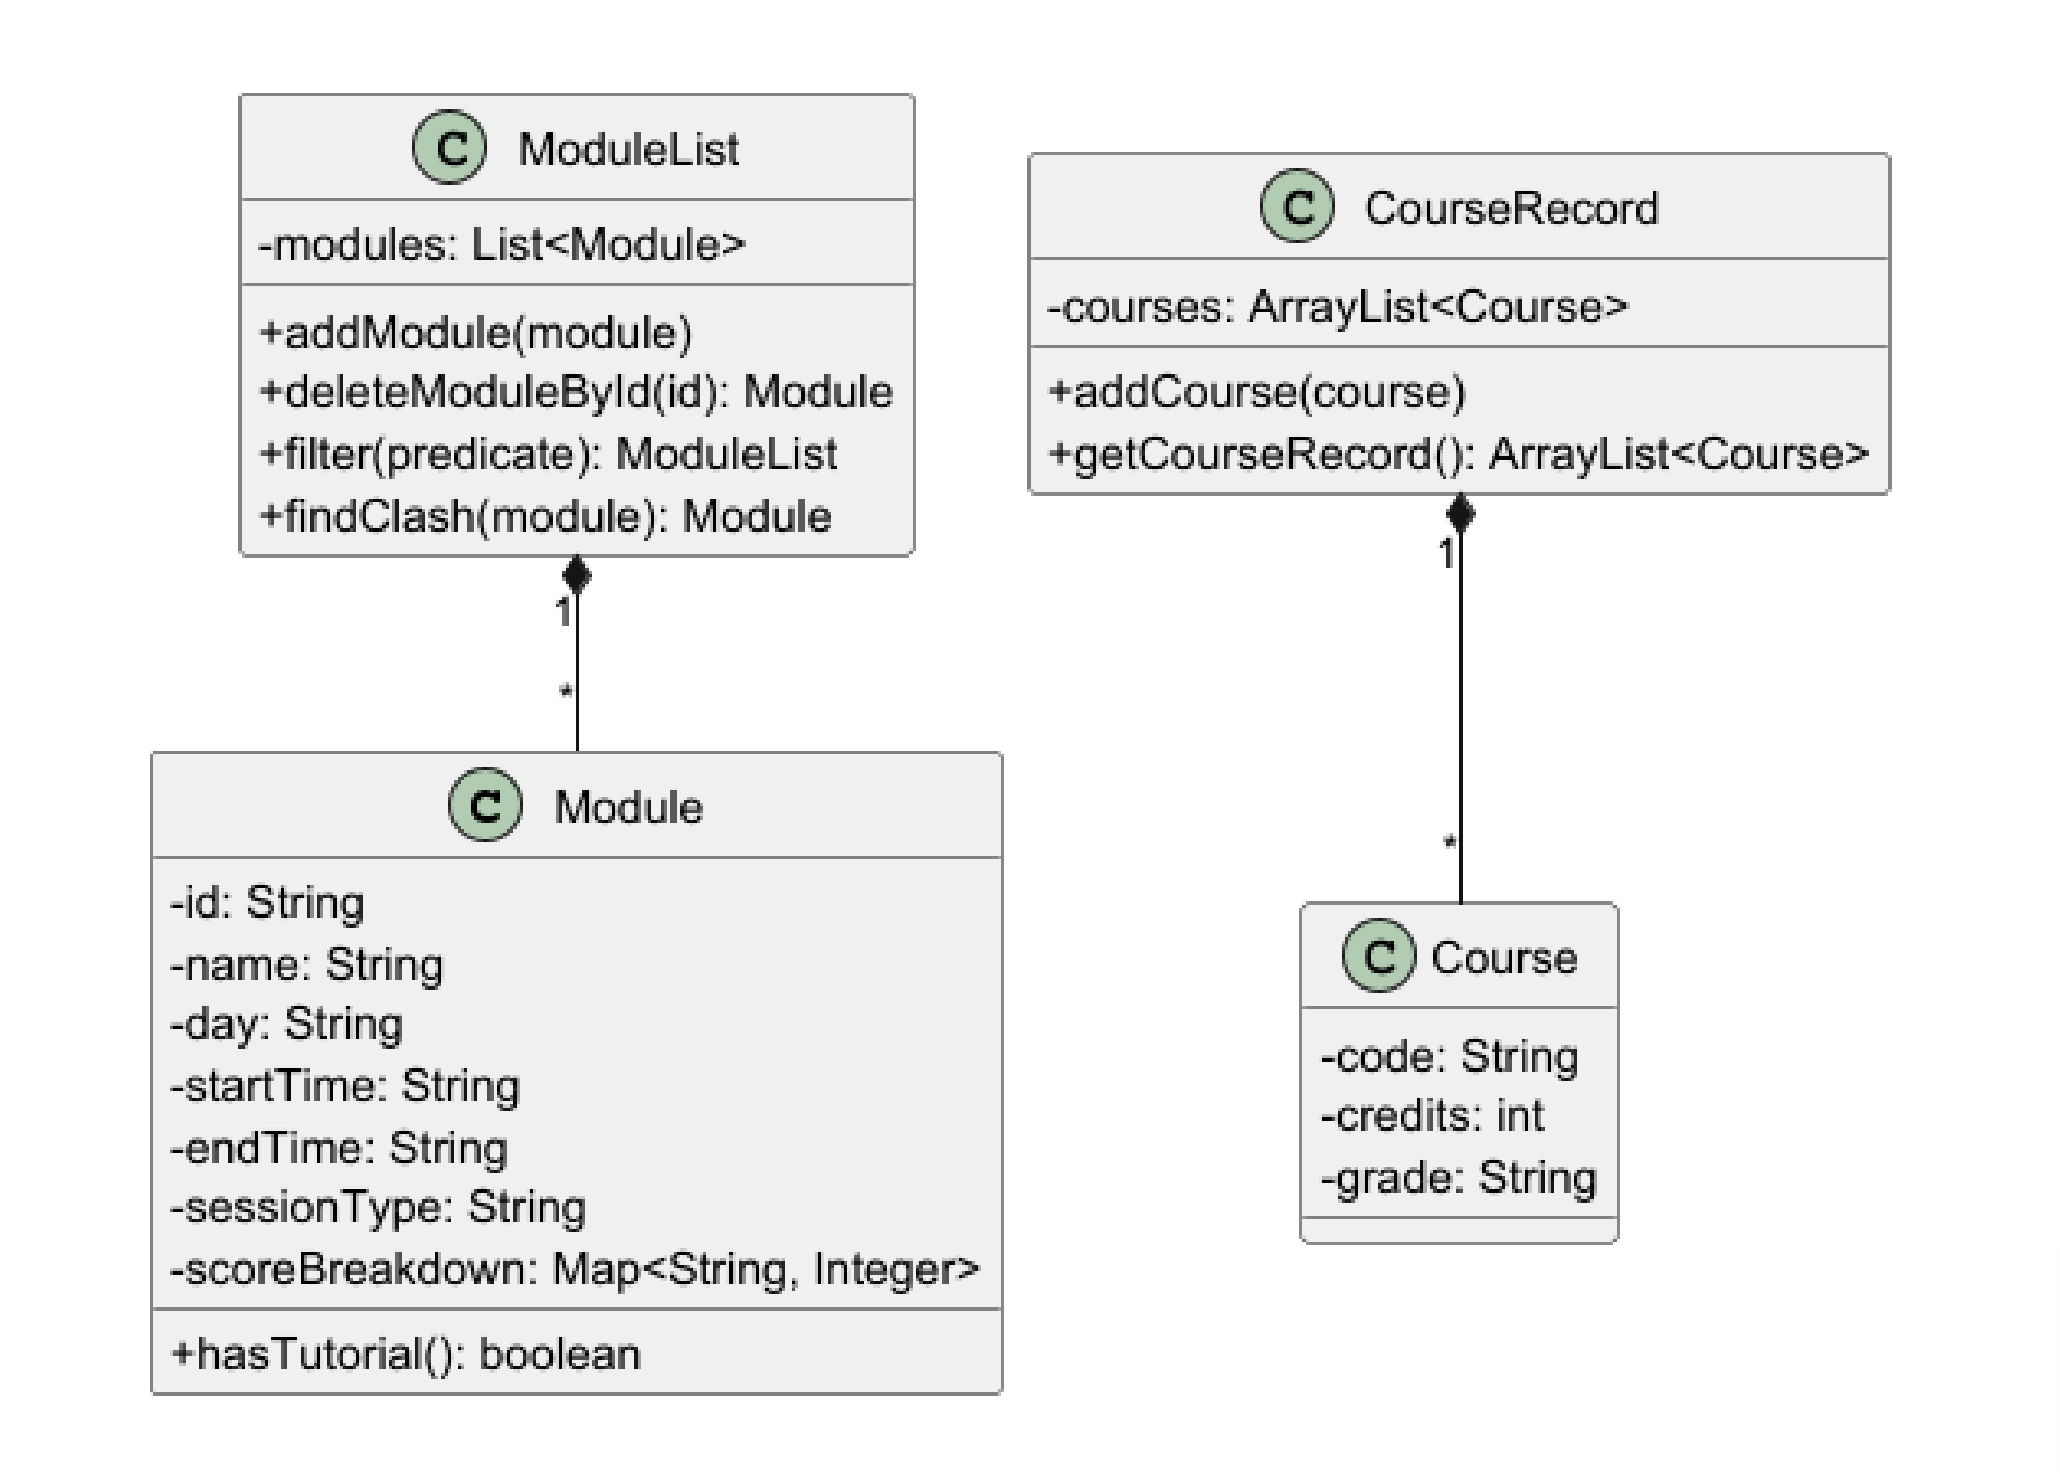 C ModuleList
-modules: List<Module>
+addModule(module)
+deleteModuleById(id): Module
+filter(predicate): ModuleList
+findClash(module): Module
1
*
C Module
-id: String
-name: String
-day: String
-startTime: String
-endTime: String
-sessionType: String
-scoreBreakdown: Map<String, Integer>
+hasTutorial(): boolean
C CourseRecord
-courses: ArrayList<Course>
+addCourse(course)
+getCourseRecord(): ArrayList<Course>
1
*
C Course
-code: String
-credits: int
-grade: String